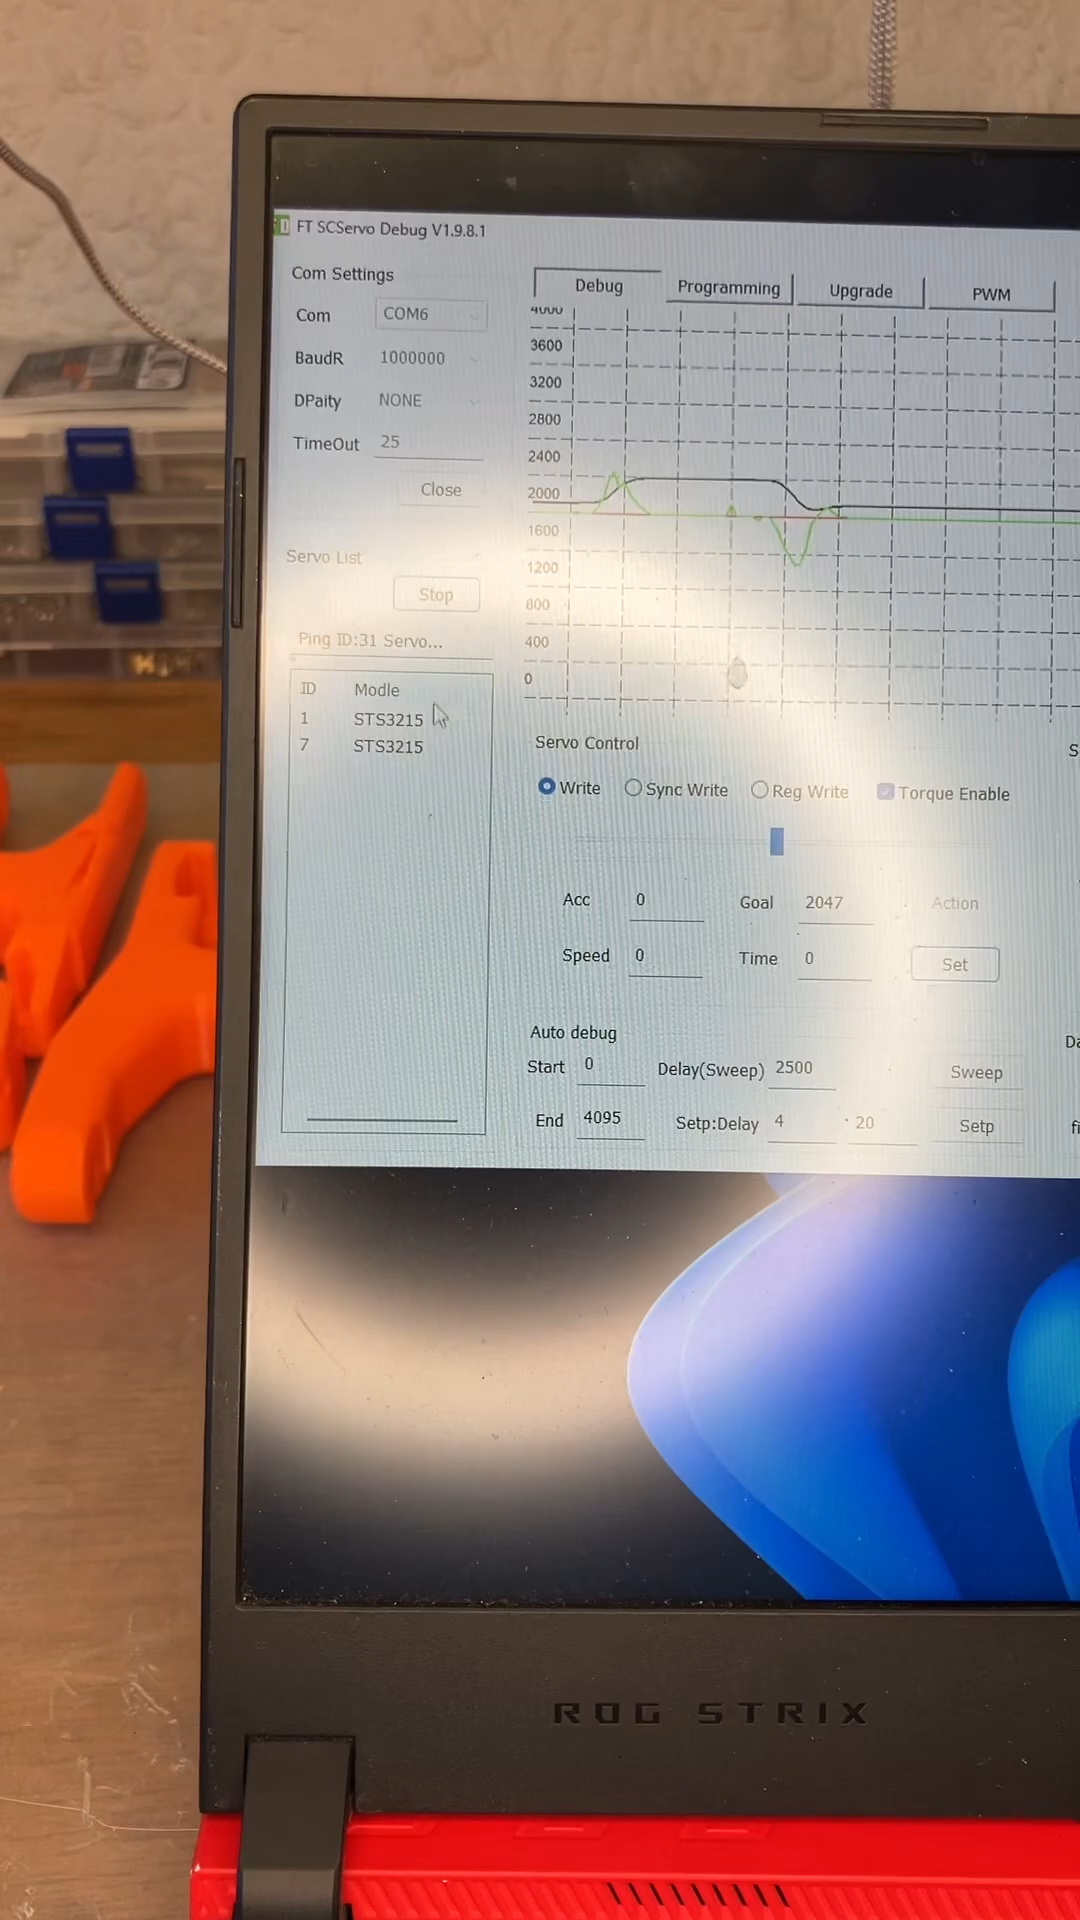 FT SCServo Debug V1.9.8.1
Com Settings
Com COM6
BaudR 1000000
DPaity NONE
TimeOut 25
Close
Servo List
Stop
Ping ID:31 Servo...
ID Modle
1 STS3215
7 STS3215
Debug Programming Upgrade PWM
4000
3600
3200
2800
2400
2000
1600
1200
800
400
0
Servo Control
Write Sync Write Reg Write Torque Enable
Acc 0 Goal 2047 Action
Speed 0 Time 0 Set
Auto debug
Start 0 Delay(Sweep) 2500 Sweep
End 4095 Setp:Delay 4 20 Setp
ROG STRIX